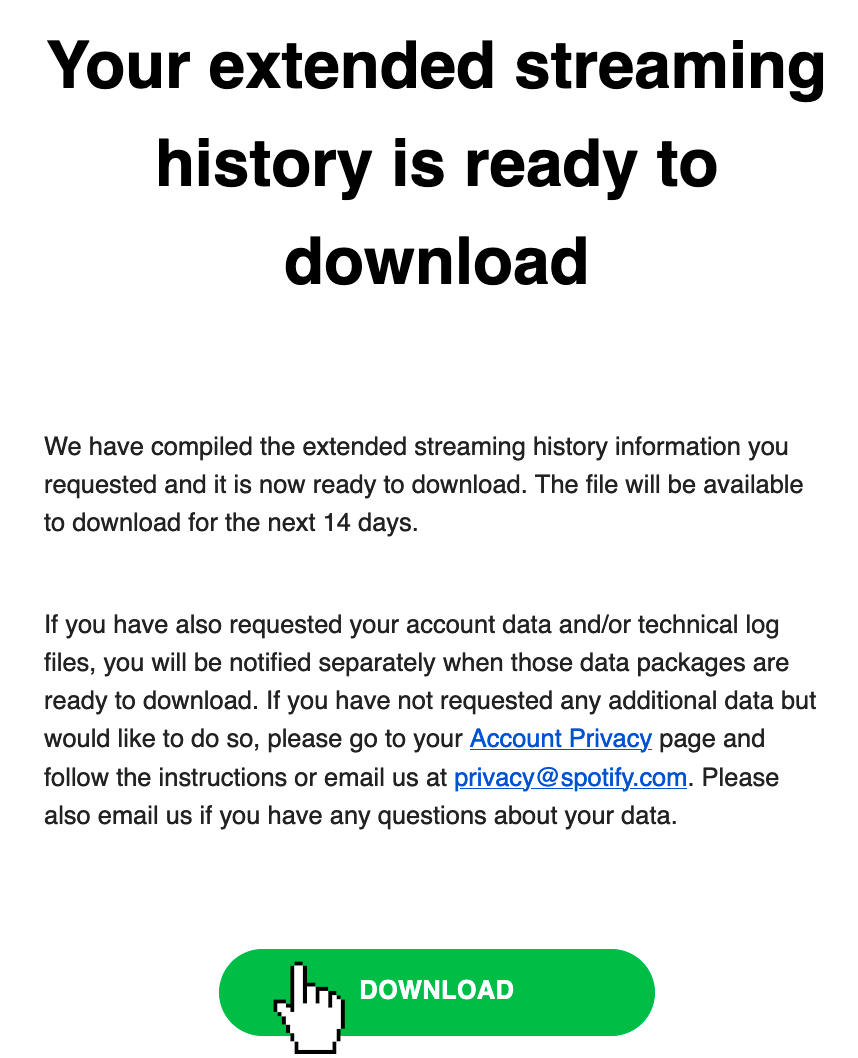 Your extended streaming
history is ready to
download
We have compiled the extended streaming history information you
requested and it is now ready to download. The file will be available
to download for the next 14 days.
If you have also requested your account data and/or technical log
files, you will be notified separately when those data packages are
ready to download. If you have not requested any additional data but
would like to do so, please go to your Account Privacy page and
follow the instructions or email us at privacy@spotify.com. Please
also email us if you have any questions about your data.
DOWNLOAD